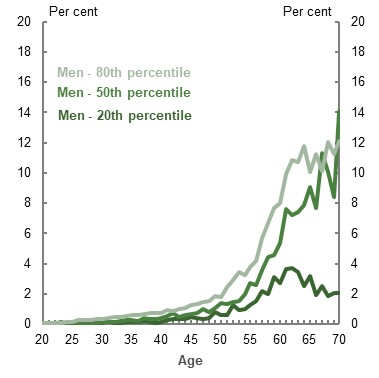 Per cent Per cent
20 20
18 18
16 16
Men - 80th percentile
Men - 50th percentile
14 14
Men - 20th percentile
12 12
10 10
8 8
6 6
4 4
2 2
0 0
20 25 30 35 40 45 50 55 60 65 70
Age